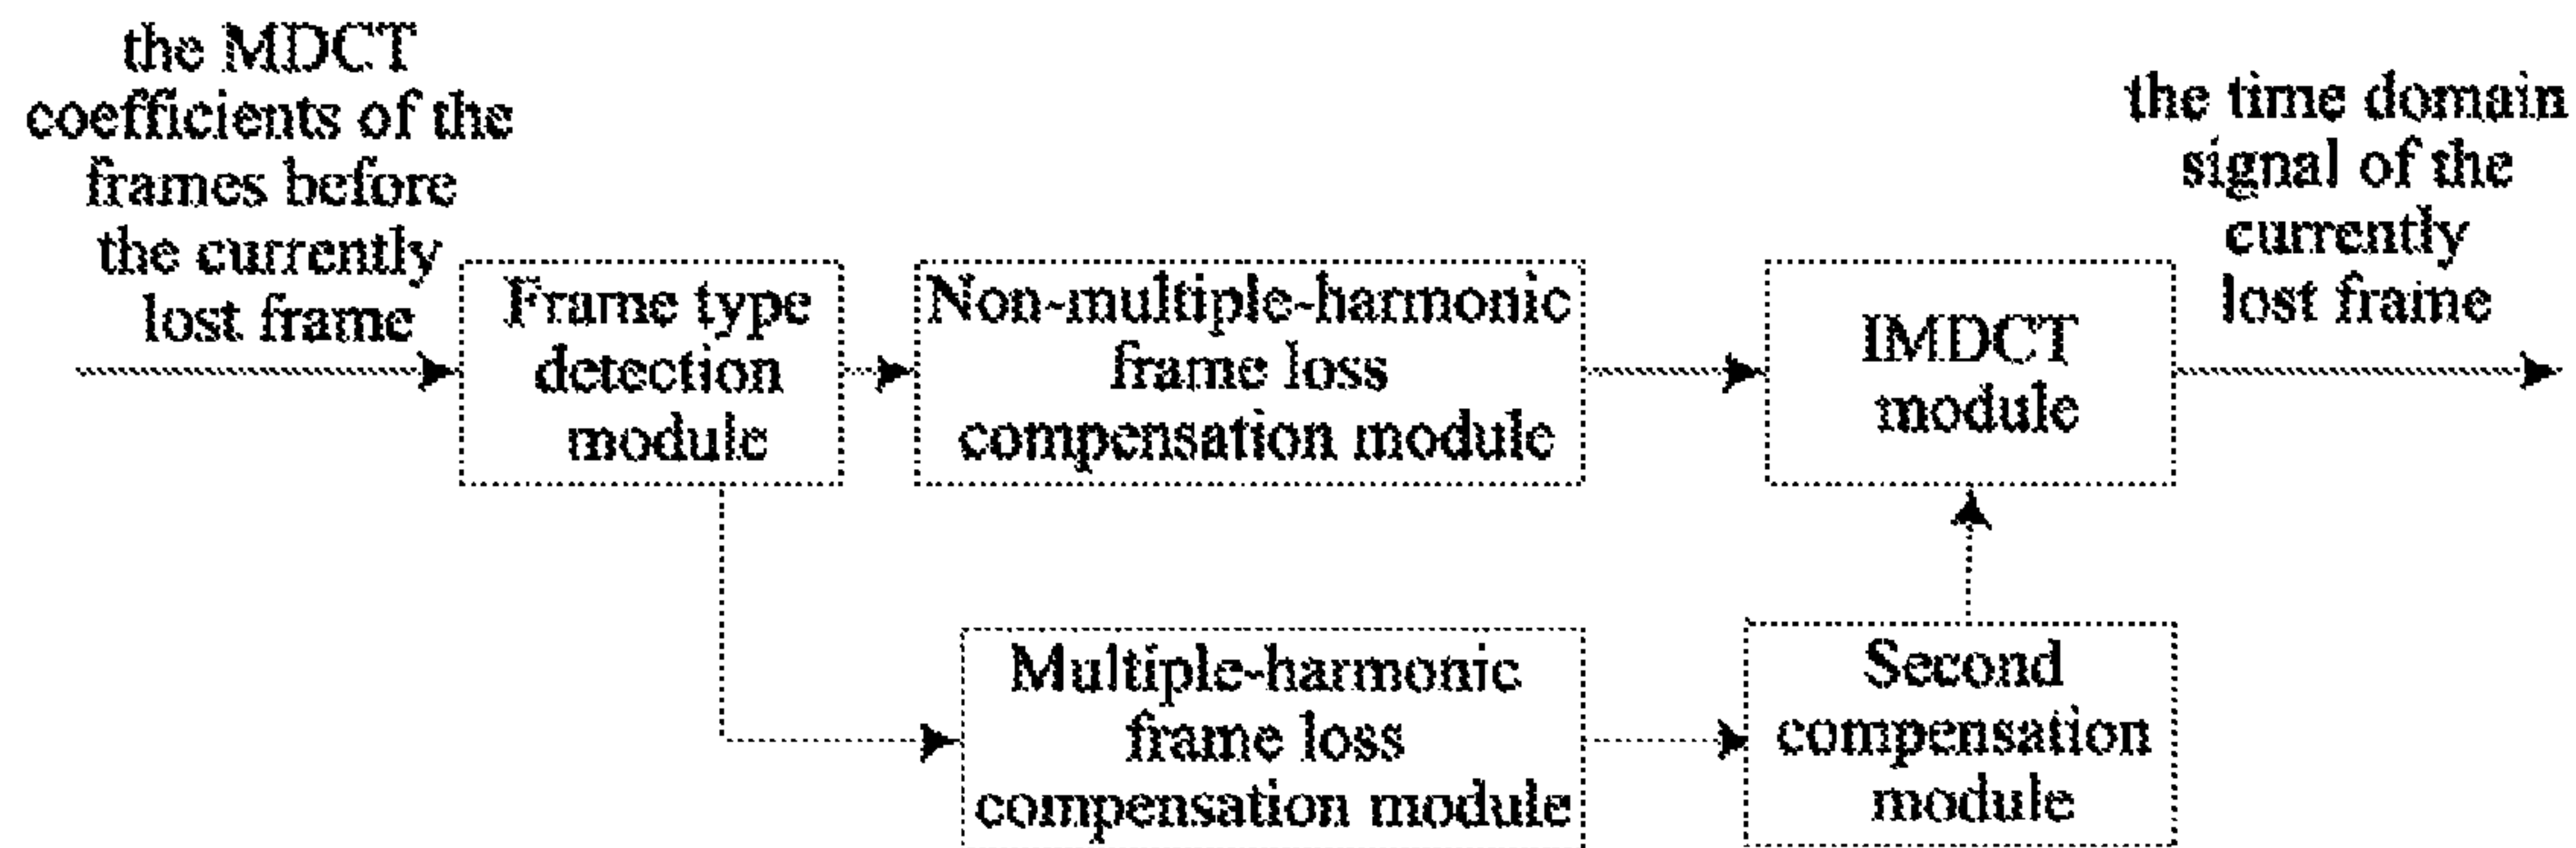 the MDCT
coefficients of the
frames before
the currently
lost frame
Frame type
detection
module
Non-multiple-harmonic
frame loss
compensation module
IMDCT
module
the time domain
signal of the
currently
lost frame
Multiple-harmonic
frame loss
compensation module
Second
compensation
module